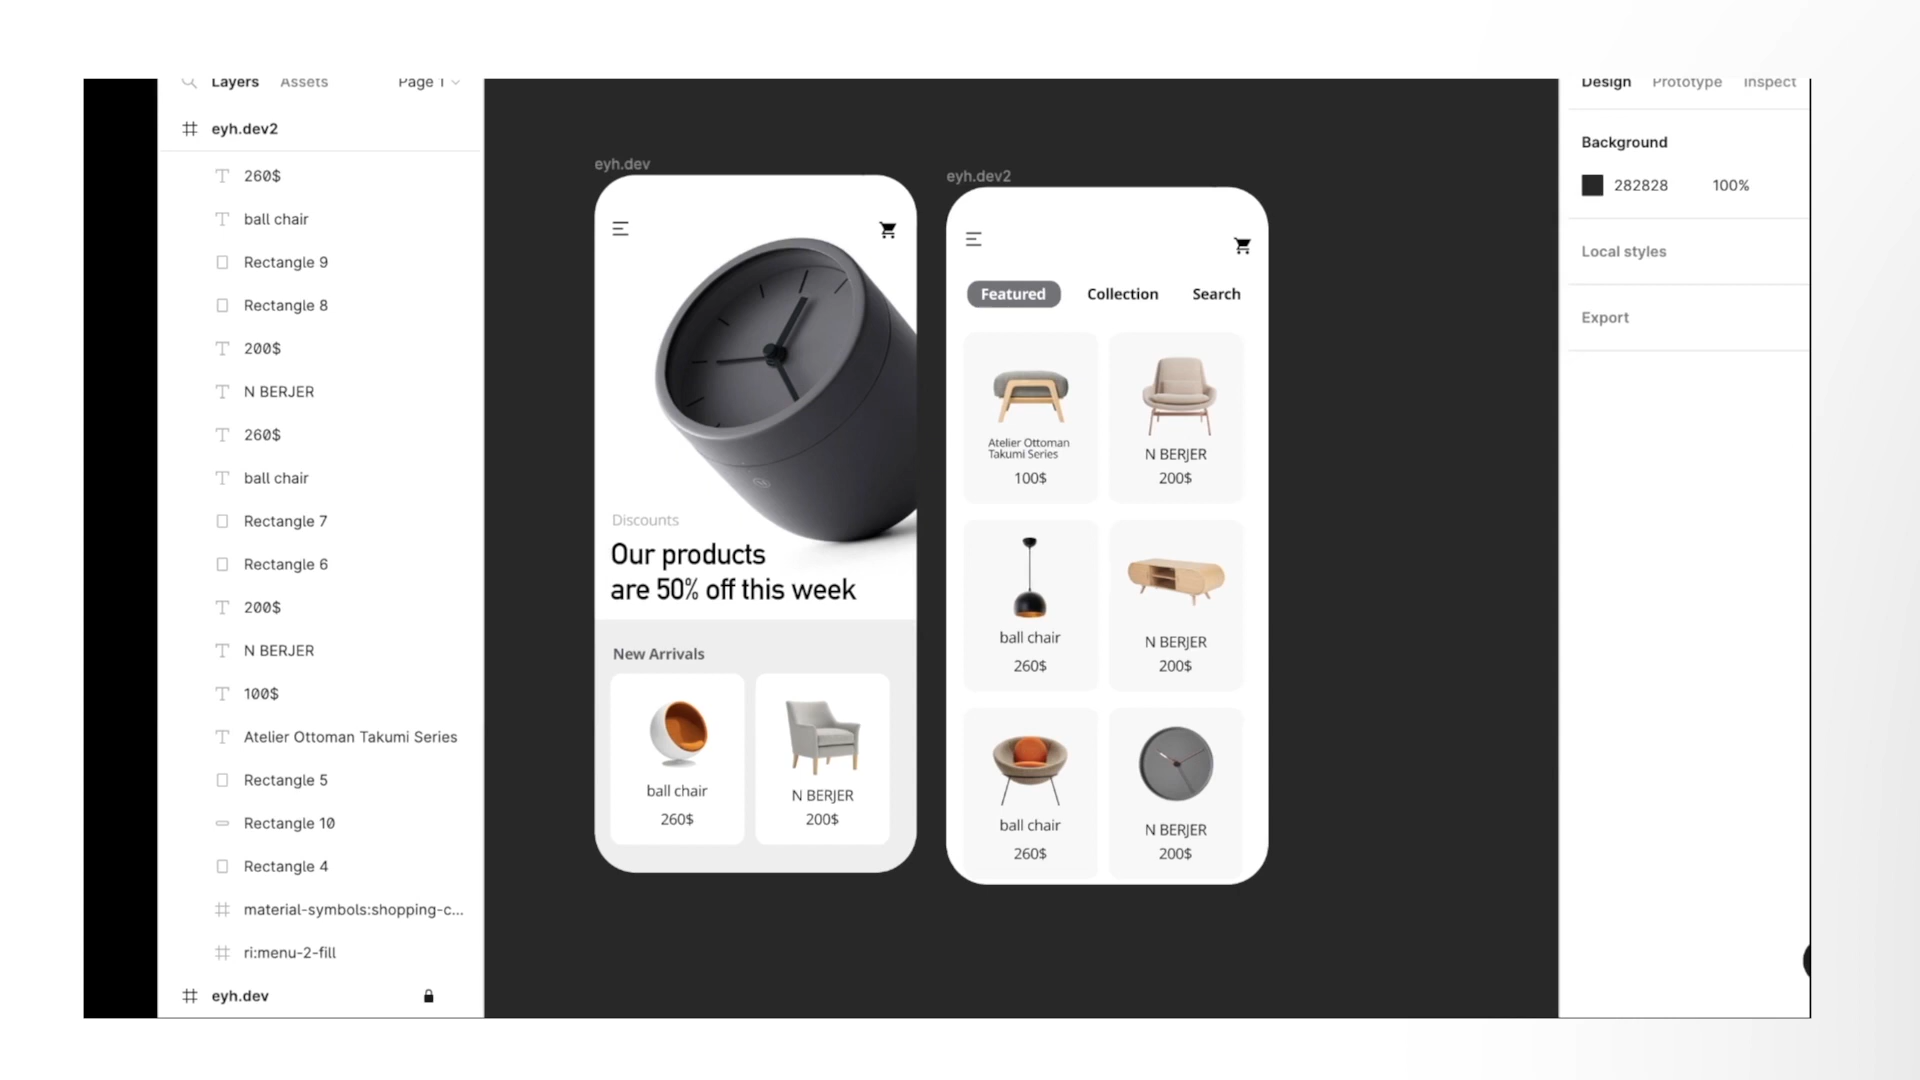 Layers Assets Page 1
eyh.dev2
260$
ball chair
Rectangle 9
Rectangle 8
200$
N BERJER
260$
ball chair
Rectangle 7
Rectangle 6
200$
N BERJER
100$
Atelier Ottoman Takumi Series
Rectangle 5
Rectangle 10
Rectangle 4
material-symbols:shopping-c...
ri:menu-2-fill
eyh.dev
eyh.dev
Discounts
Our products
are 50% off this week
New Arrivals
ball chair
260$
N BERJER
200$
eyh.dev2
Featured Collection Search
Atelier Ottoman
Takumi Series
100$
N BERJER
200$
ball chair
260$
N BERJER
200$
ball chair
260$
N BERJER
200$
Design Prototype Inspect
Background
282828 100%
Local styles
Export